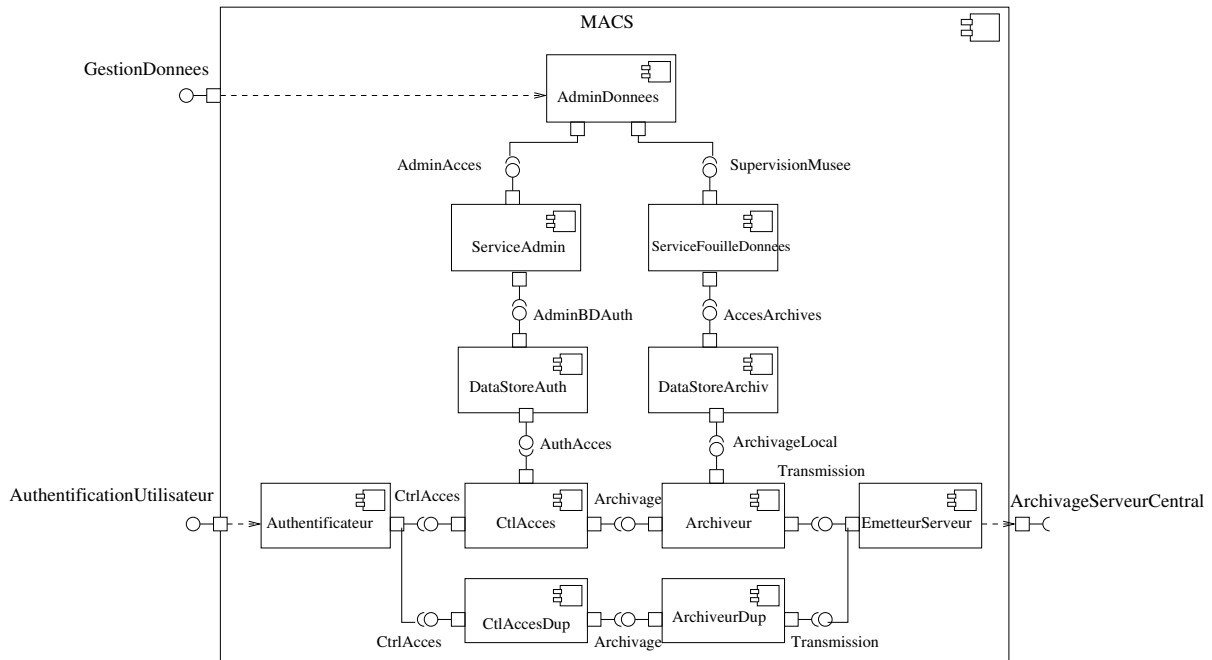 MACS
GestionDonnees
AdminDonnees
AdminAcces
SupervisionMusee
ServiceAdmin
ServiceFouilleDonnees
AdminBDAuth
AccesArchives
DataStoreAuth
DataStoreArchiv
AuthAcces
ArchivageLocal
Transmission
AuthentificationUtilisateur
CtrlAcces
Archivage
ArchivageServeurCentral
Authentificateur
CtlAcces
Archiveur
EmetteurServeur
CtlAccesDup
ArchiveurDup
CtrlAcces
Archivage
Transmission